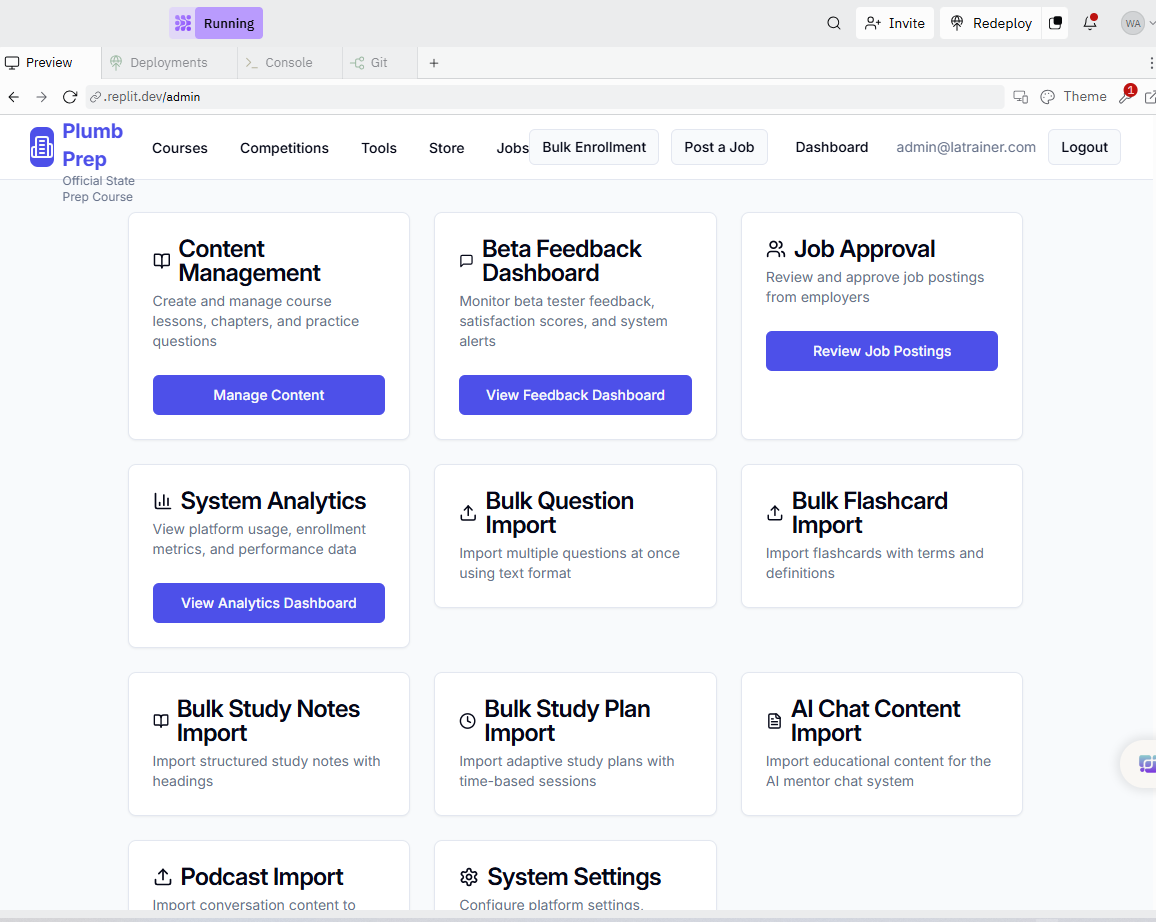 Running
Invite
Redeploy
WA
Preview
Deployments
Console
Git
.replit.dev/admin
Theme
1
Plumb
Prep
Official State
Prep Course
Courses
Competitions
Tools
Store
Jobs
Bulk Enrollment
Post a Job
Dashboard
admin@latrainer.com
Logout
Content
Management
Create and manage course
lessons, chapters, and practice
questions
Manage Content
Beta Feedback
Dashboard
Monitor beta tester feedback,
satisfaction scores, and system
alerts
View Feedback Dashboard
Job Approval
Review and approve job postings
from employers
Review Job Postings
System Analytics
View platform usage, enrollment
metrics, and performance data
View Analytics Dashboard
Bulk Question
Import
Import multiple questions at once
using text format
Bulk Flashcard
Import
Import flashcards with terms and
definitions
Bulk Study Notes
Import
Import structured study notes with
headings
Bulk Study Plan
Import
Import adaptive study plans with
time-based sessions
AI Chat Content
Import
Import educational content for the
AI mentor chat system
Podcast Import
Import conversation content to
System Settings
Configure platform settings,